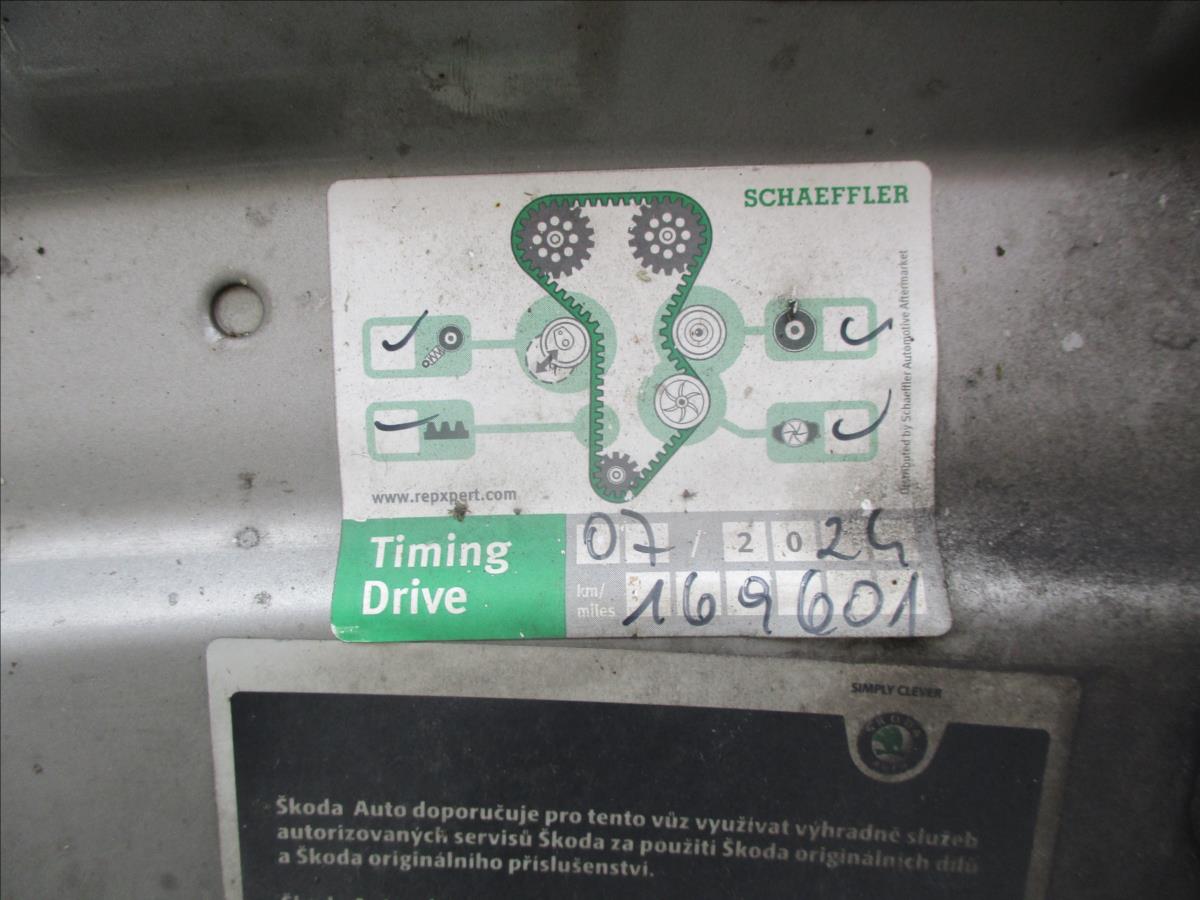 SCHAEFFLER
Distributed by Schaeffler Automotive Aftermarket
www.repxpert.com
Timing
Drive
07 / 2024
km/
miles
169601
SIMPLY CLEVER
ŠKODA
Škoda Auto doporučuje pro tento vůz využívat výhradně služeb
autorizovaných servisů Škoda za použití Škoda originálních dílů
a Škoda originálního příslušenství.